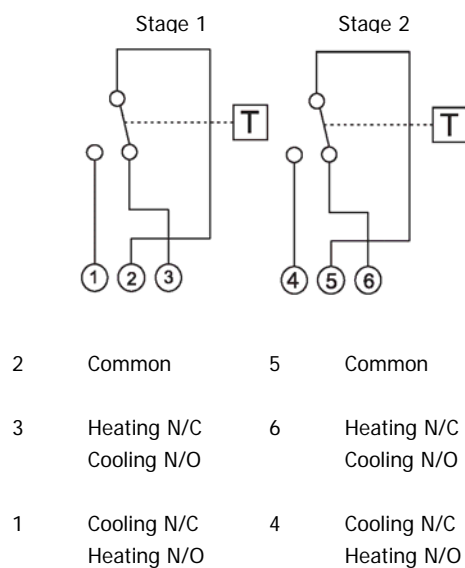 Stage 1 Stage 2
T T
1 2 3 4 5 6
2 Common 5 Common
3 Heating N/C 6 Heating N/C
Cooling N/O Cooling N/O
1 Cooling N/C 4 Cooling N/C
Heating N/O Heating N/O